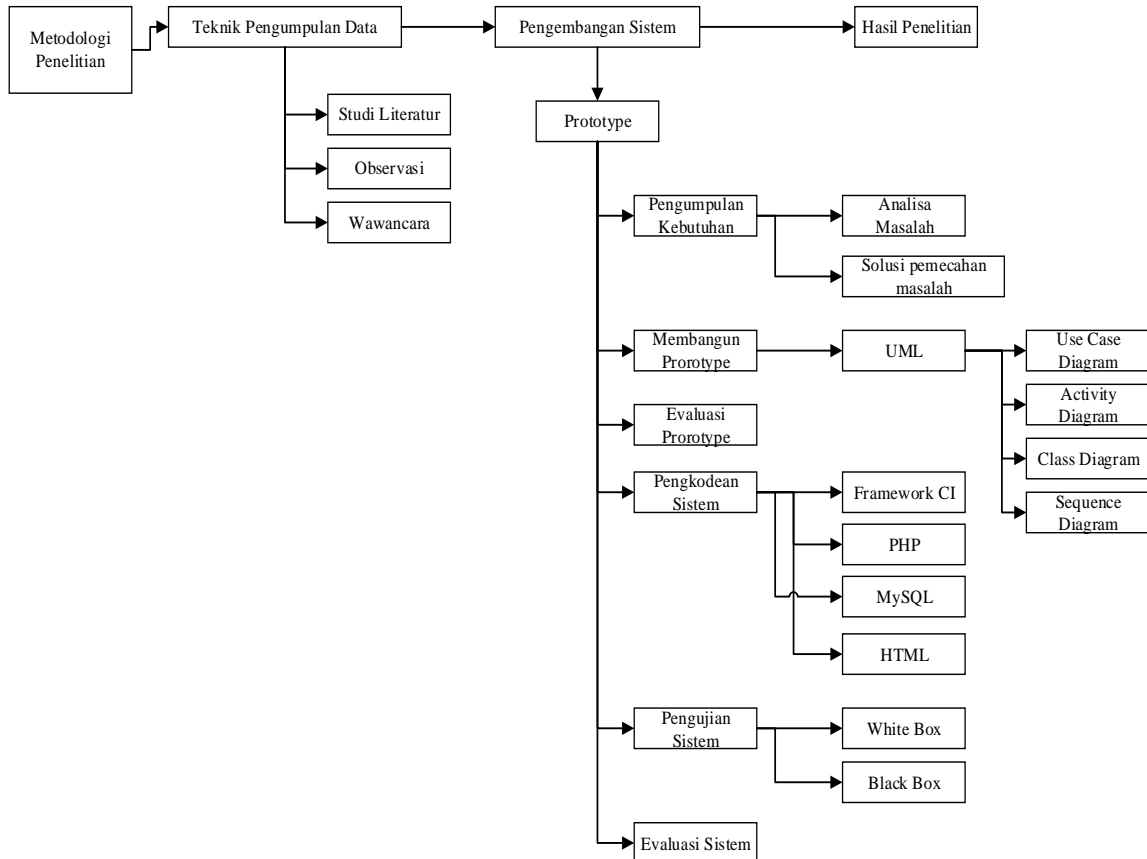 Metodologi
Penelitian
Teknik Pengumpulan Data
Pengembangan Sistem
Hasil Penelitian
Studi Literatur
Observasi
Wawancara
Prototype
Pengumpulan
Kebutuhan
Analisa
Masalah
Solusi pemecahan
masalah
Membangun
Prorotype
UML
Use Case
Diagram
Activity
Diagram
Class Diagram
Sequence
Diagram
Evaluasi
Prorotype
Pengkodean
Sistem
Framework CI
PHP
MySQL
HTML
Pengujian
Sistem
White Box
Black Box
Evaluasi Sistem